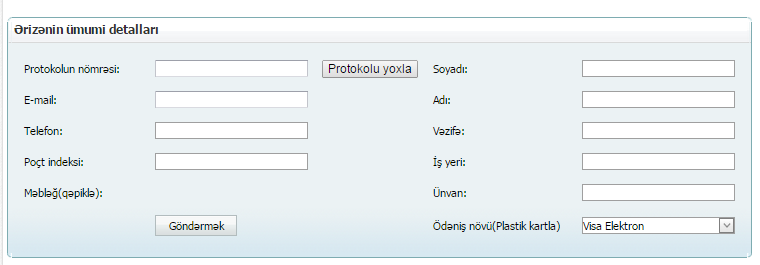 Ərizənin ümumi detalları
Protokolun nömrəsi: Protokolu yoxla Soyadı:
E-mail: Adı:
Telefon: Vəzifə:
Poçt indeksi: İş yeri:
Məbləğ(qəpiklə): Ünvan:
Göndərmək Ödəniş növü(Plastik kartla) Visa Elektron